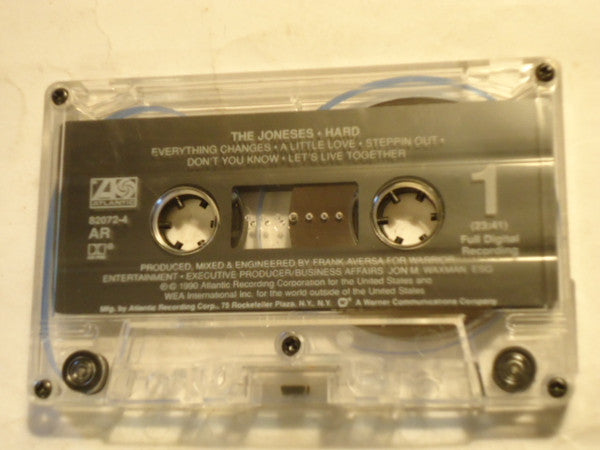 THE JONESES • HARD
EVERYTHING CHANGES • A LITTLE LOVE • STEPPIN OUT •
DON'T YOU KNOW • LET'S LIVE TOGETHER
ATLANTIC
82072-4
AR
1
(23:41)
Full Digital
Recording
PRODUCED, MIXED & ENGINEERED BY FRANK AVERSA FOR
ENTERTAINMENT • EXECUTIVE PRODUCER/BUSINESS AFFAIRS JON M. WAXMAN, ESQ
℗ © 1990 Atlantic Recording Corporation for the United States and
WEA International Inc. for the world outside of the United States
Mfg. by Atlantic Recording Corp., 75 Rockefeller Plaza, N.Y., N.Y. A Warner Communications Company